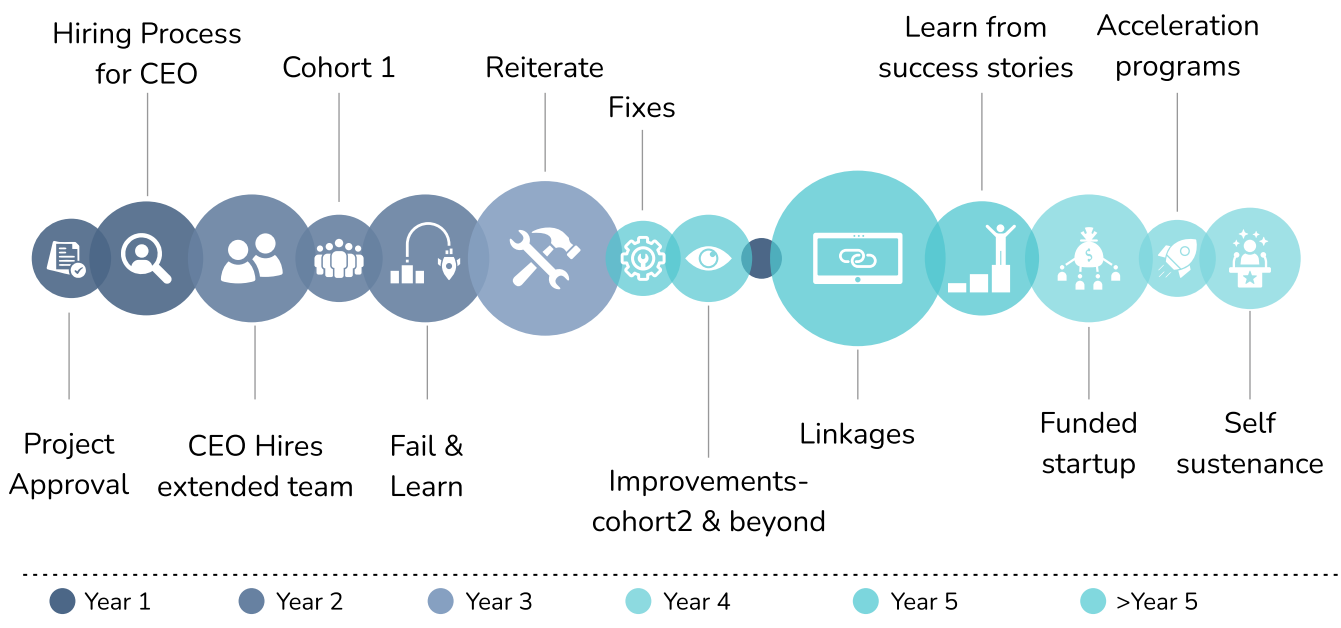 Hiring Process
for CEO
Cohort 1
Reiterate
Fixes
Learn from
success stories
Acceleration
programs
$
Project
Approval
CEO Hires
extended team
Fail &
Learn
Improvements-
cohort2 & beyond
Linkages
Funded
startup
Self
sustenance
Year 1
Year 2
Year 3
Year 4
Year 5
>Year 5